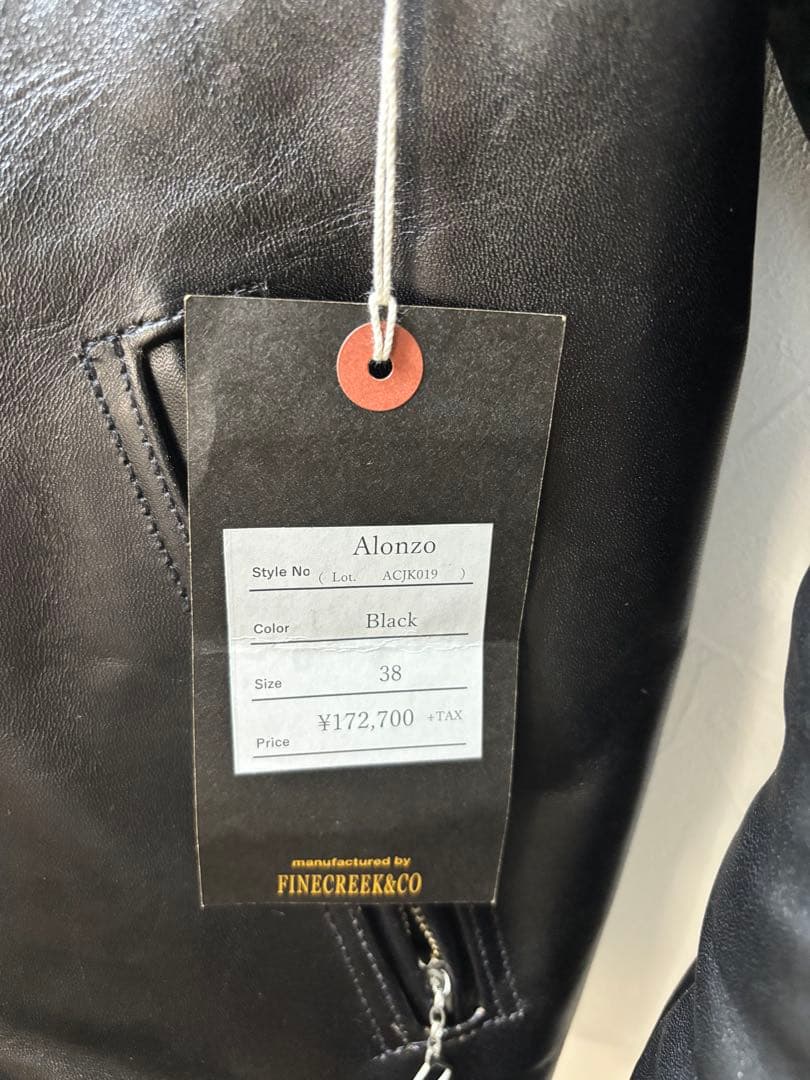 Alonzo
Style No ( Lot. ACJK019 )
Color Black
Size 38
Price ¥172,700 +TAX
manufactured by
FINECREEK&CO